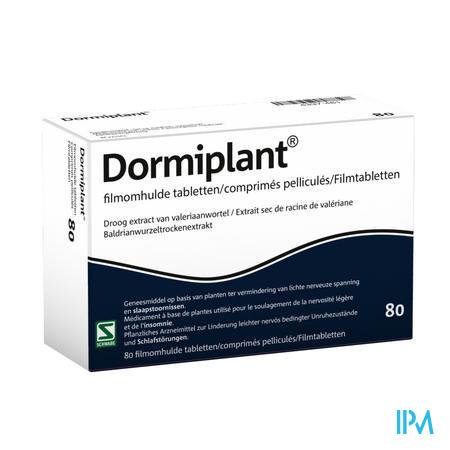 80
Dormiplant®
filmomhulde tabletten/comprimés pelliculés/Filmtabletten
Droog extract van valeriaanwortel / Extrait sec de racine de valériane
Baldrianwurzeltrockenextrakt
Geneesmiddel op basis van planten ter vermindering van lichte nerveuze spanning
en slaapstoornissen.
Médicament à base de plantes utilisé pour le soulagement de la nervosité légère
et de l'insomnie.
Pflanzliches Arzneimittel zur Linderung leichter nervös bedingter Unruhezustände
und Schlafstörungen.
80
80 filmomhulde tabletten/comprimés pelliculés/Filmtabletten
Dormiplant®
80
SCHWABE
IPM